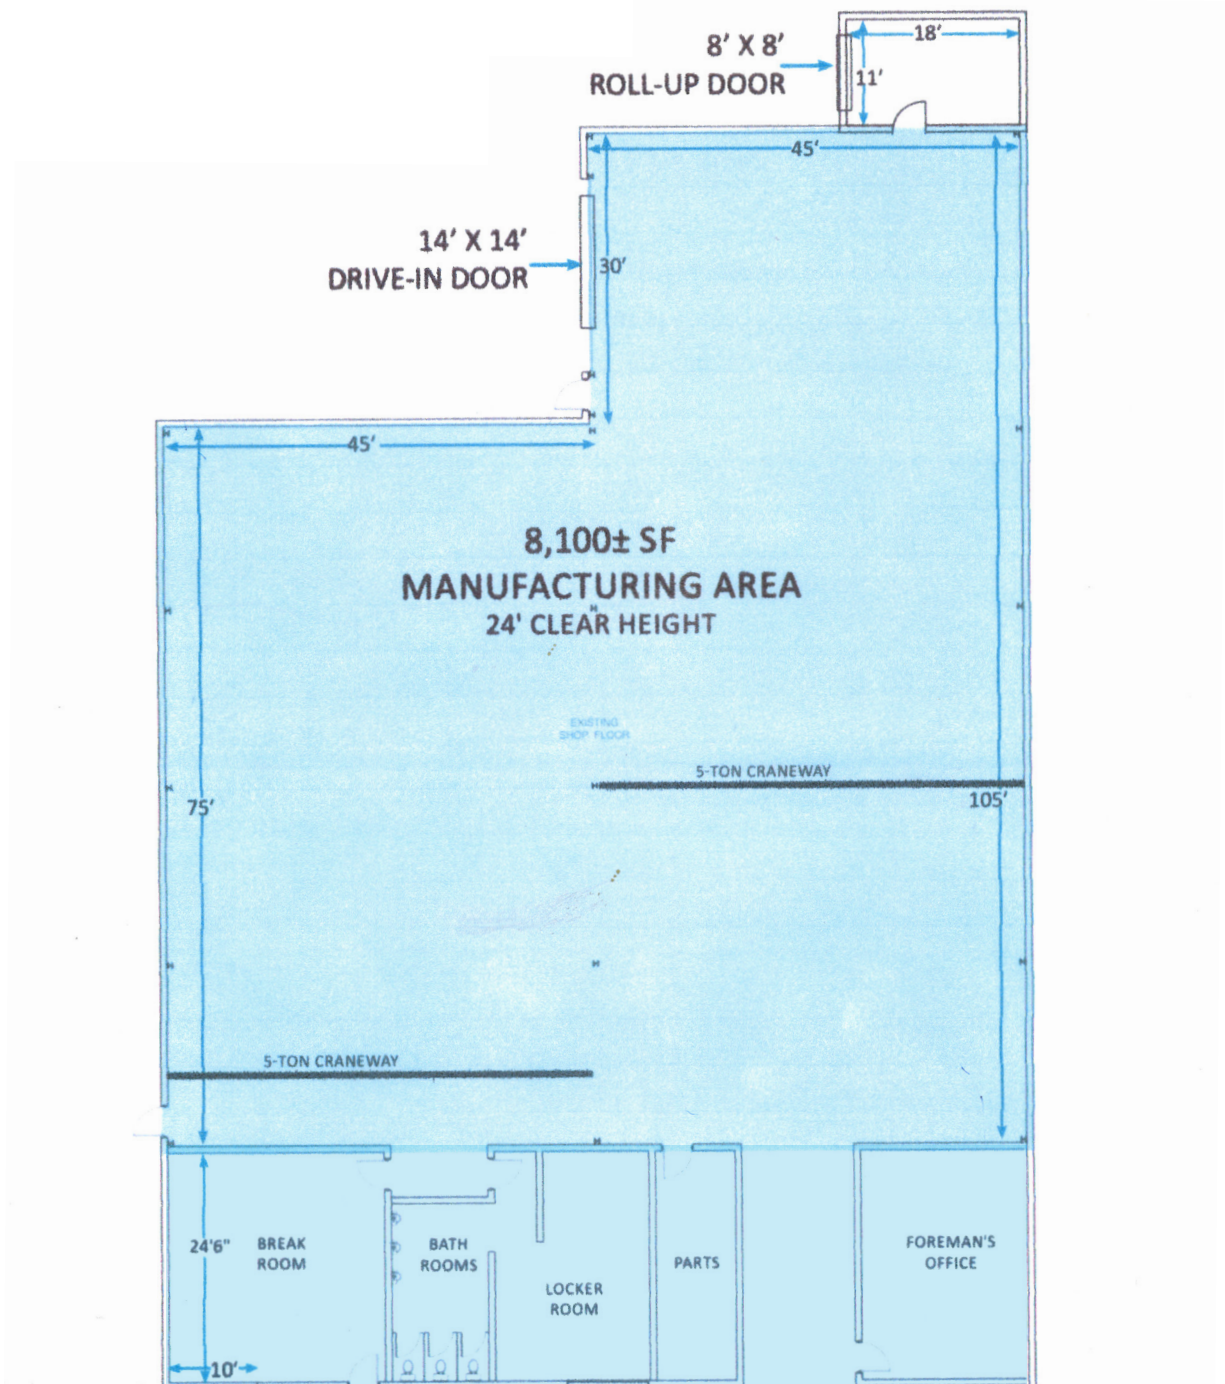 8’ X 8’
ROLL-UP DOOR
18’
11’
45’
14’ X 14’
DRIVE-IN DOOR
30’
45’
8,100± SF
MANUFACTURING AREA
24' CLEAR HEIGHT
EXISTING
SHOP FLOOR
5-TON CRANEWAY
75’
105’
5-TON CRANEWAY
24'6"
BREAK
ROOM
BATH
ROOMS
LOCKER
ROOM
PARTS
FOREMAN'S
OFFICE
10’